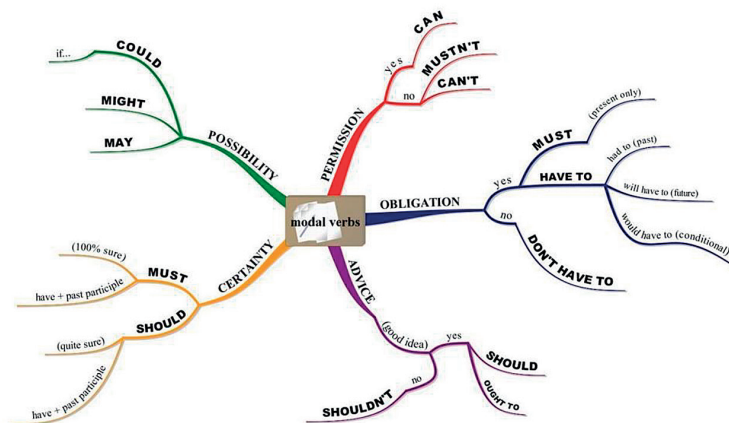 modal verbs
POSSIBILITY
COULD
if...
MIGHT
MAY
PERMISSION
yes
CAN
no
MUSTN'T
CAN'T
OBLIGATION
yes
MUST
(present only)
HAVE TO
had to (past)
will have to (future)
would have to (conditional)
no
DON'T HAVE TO
ADVICE
(good idea)
yes
SHOULD
OUGHT TO
no
SHOULDN'T
CERTAINTY
MUST
(100% sure)
have + past participle
SHOULD
(quite sure)
have + past participle